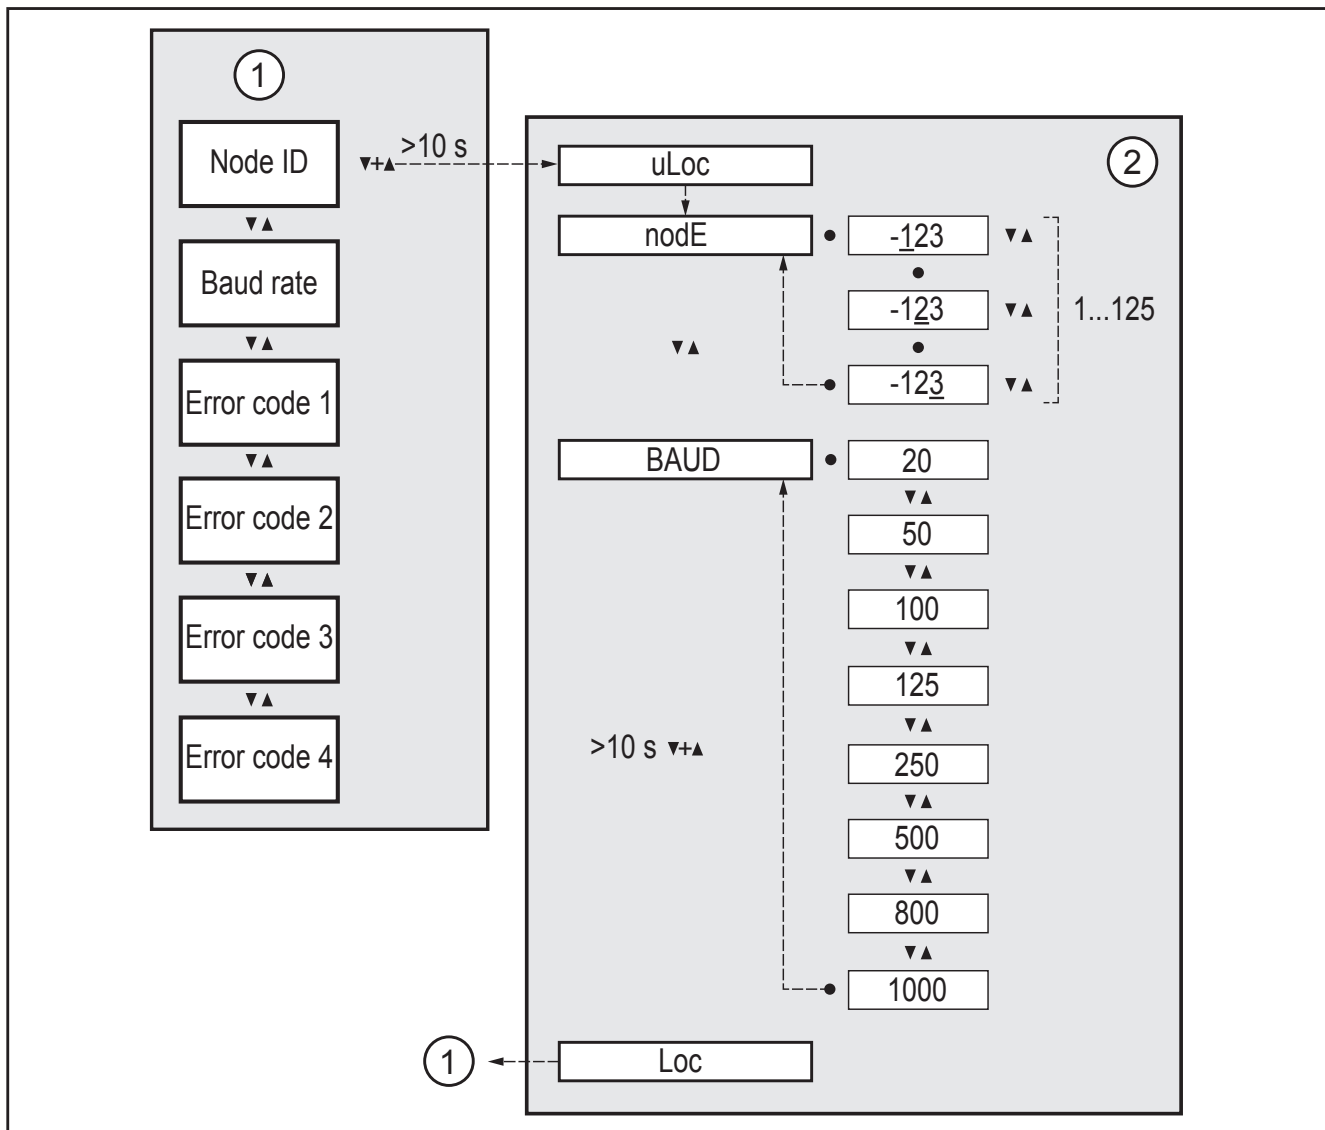 1
Node ID
▼+▲ >10 s
▼ ▲
Baud rate
▼ ▲
Error code 1
▼ ▲
Error code 2
▼ ▲
Error code 3
▼ ▲
Error code 4
2
uLoc
nodE ● -123 ▼ ▲
●
-123 ▼ ▲
1...125
▼ ▲
●
● -123 ▼ ▲
BAUD ● 20
▼ ▲
50
▼ ▲
100
▼ ▲
125
▼ ▲
>10 s ▼+▲
250
▼ ▲
500
▼ ▲
800
▼ ▲
● 1000
Loc
1